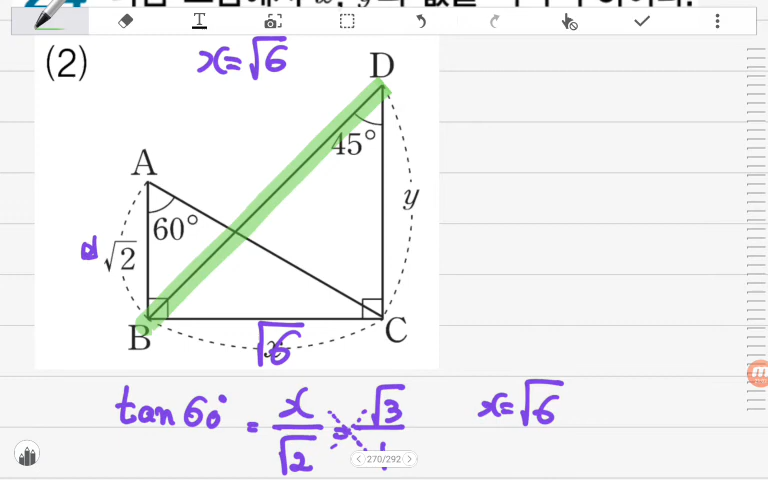 (2)
x=√6
D
45°
A
y
60°
√2
B
C
√6
x
tan 60° = x/√2 = √3/1
x=√6
270/292